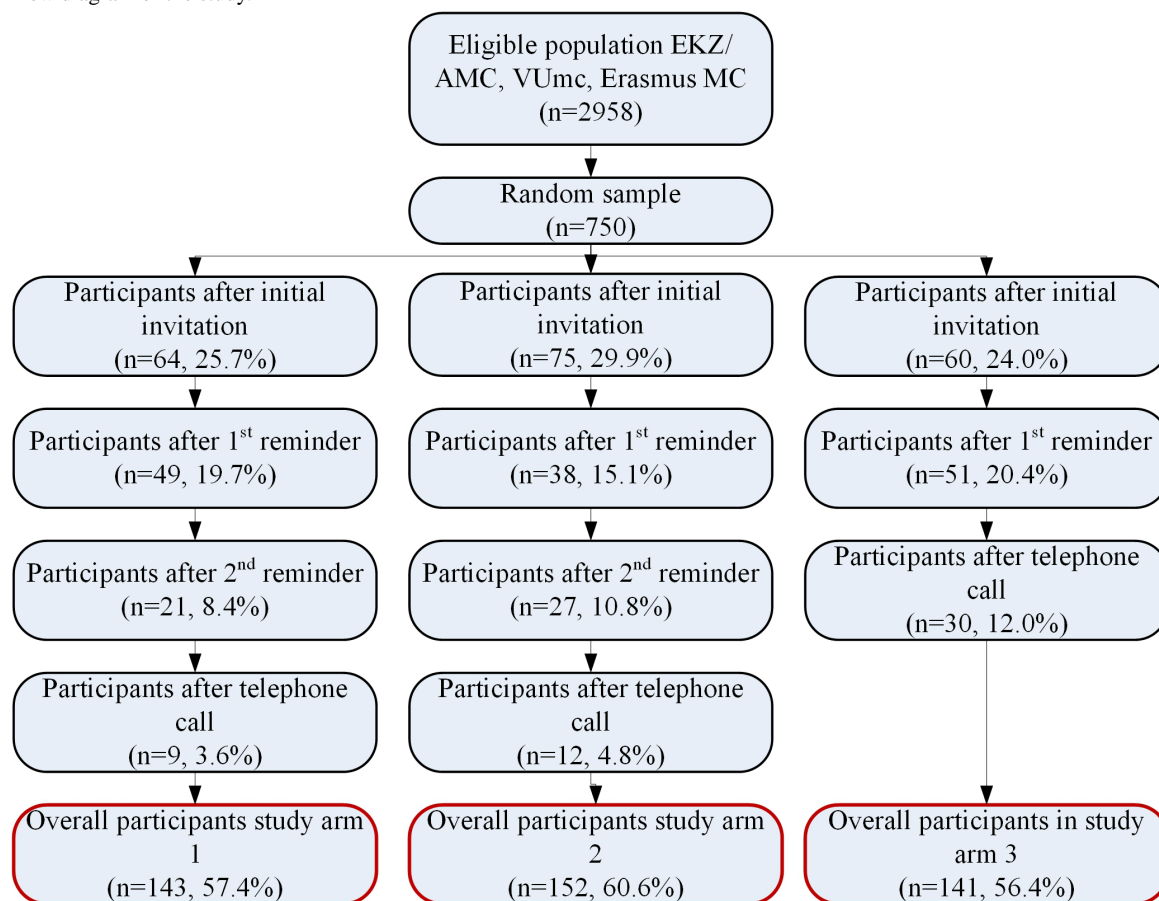 Eligible population EKZ/
AMC, VUmc, Erasmus MC
(n=2958)
Random sample
(n=750)
Participants after initial
invitation
(n=64, 25.7%)
Participants after initial
invitation
(n=75, 29.9%)
Participants after initial
invitation
(n=60, 24.0%)
Participants after 1st reminder
(n=49, 19.7%)
Participants after 1st reminder
(n=38, 15.1%)
Participants after 1st reminder
(n=51, 20.4%)
Participants after 2nd reminder
(n=21, 8.4%)
Participants after 2nd reminder
(n=27, 10.8%)
Participants after telephone
call
(n=30, 12.0%)
Participants after telephone
call
(n=9, 3.6%)
Participants after telephone
call
(n=12, 4.8%)
Overall participants study arm
1
(n=143, 57.4%)
Overall participants study arm
2
(n=152, 60.6%)
Overall participants in study
arm 3
(n=141, 56.4%)